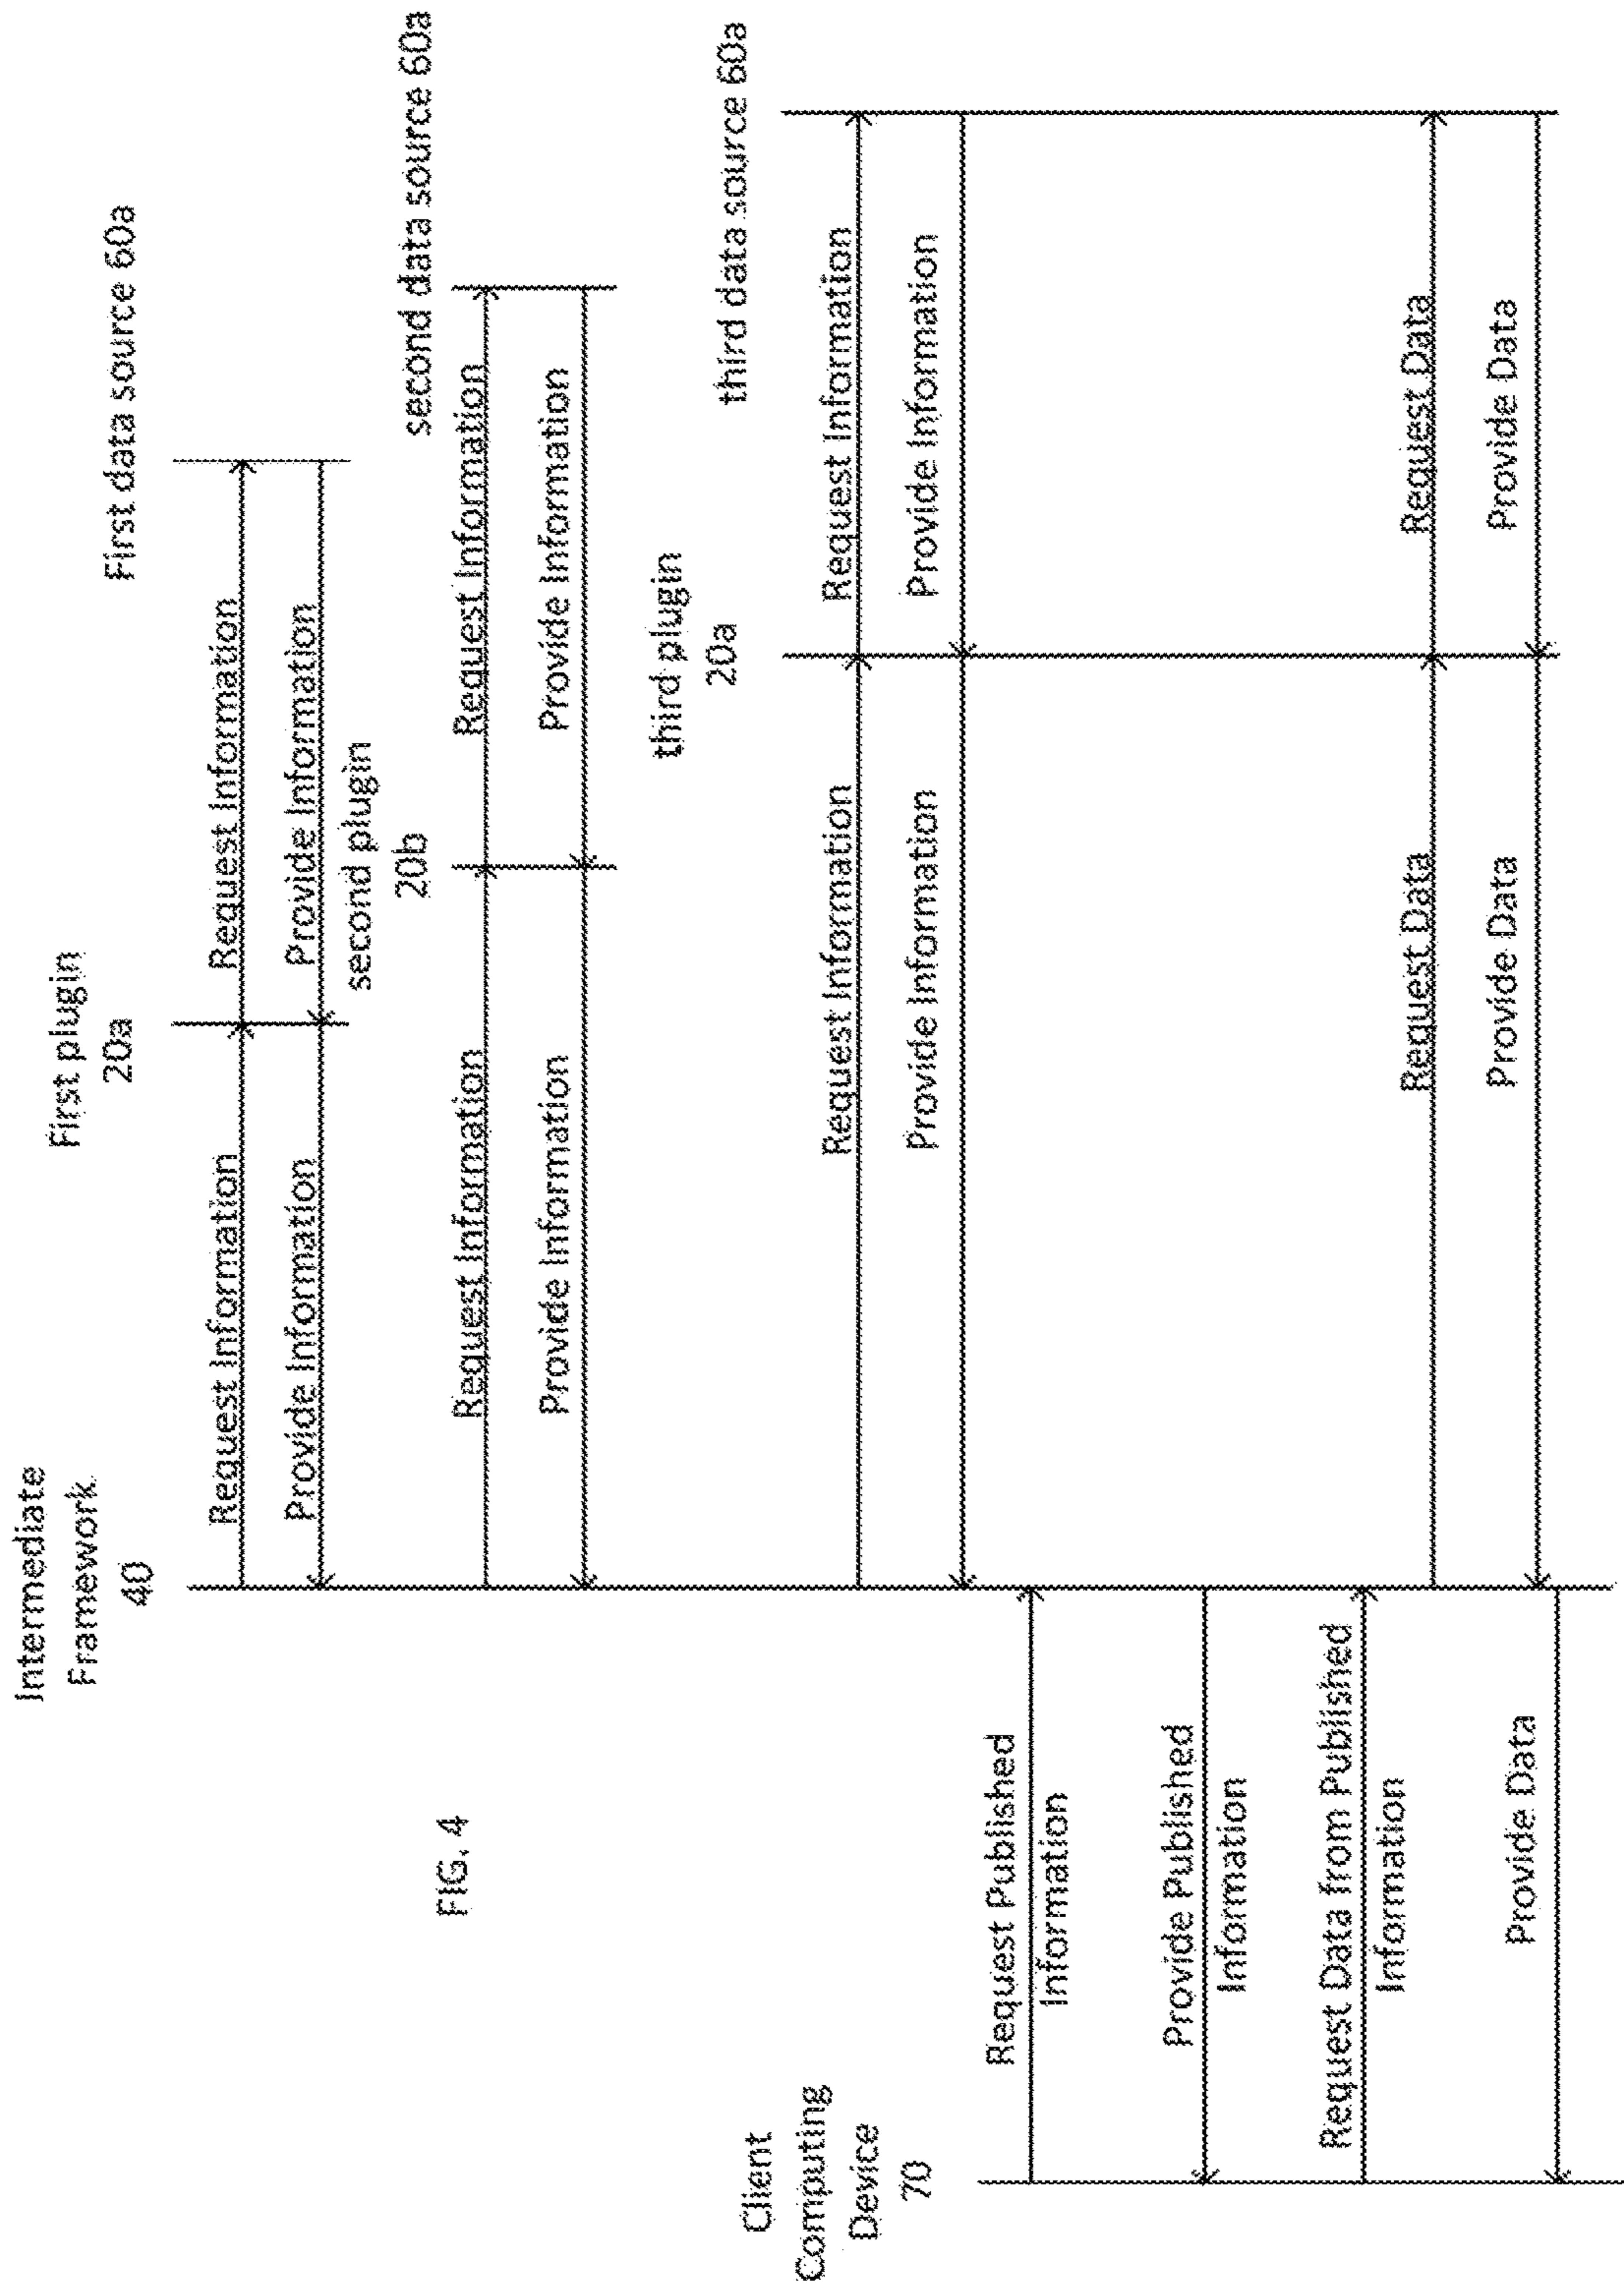 Intermediate
Framework
40
First plugin
20a
First data source 60a
Request Information
Request Information
Provide Information
Provide Information
second plugin
20b
second data source 60a
Request Information
Request Information
Provide Information
Provide Information
third plugin
20a
third data source 60a
FIG. 4
Client
Computing
Device
70
Request Information
Request Information
Provide Information
Provide Information
Request Published
Information
Provide Published
Information
Request Data from Published
Information
Request Data
Request Data
Provide Data
Provide Data
Provide Data